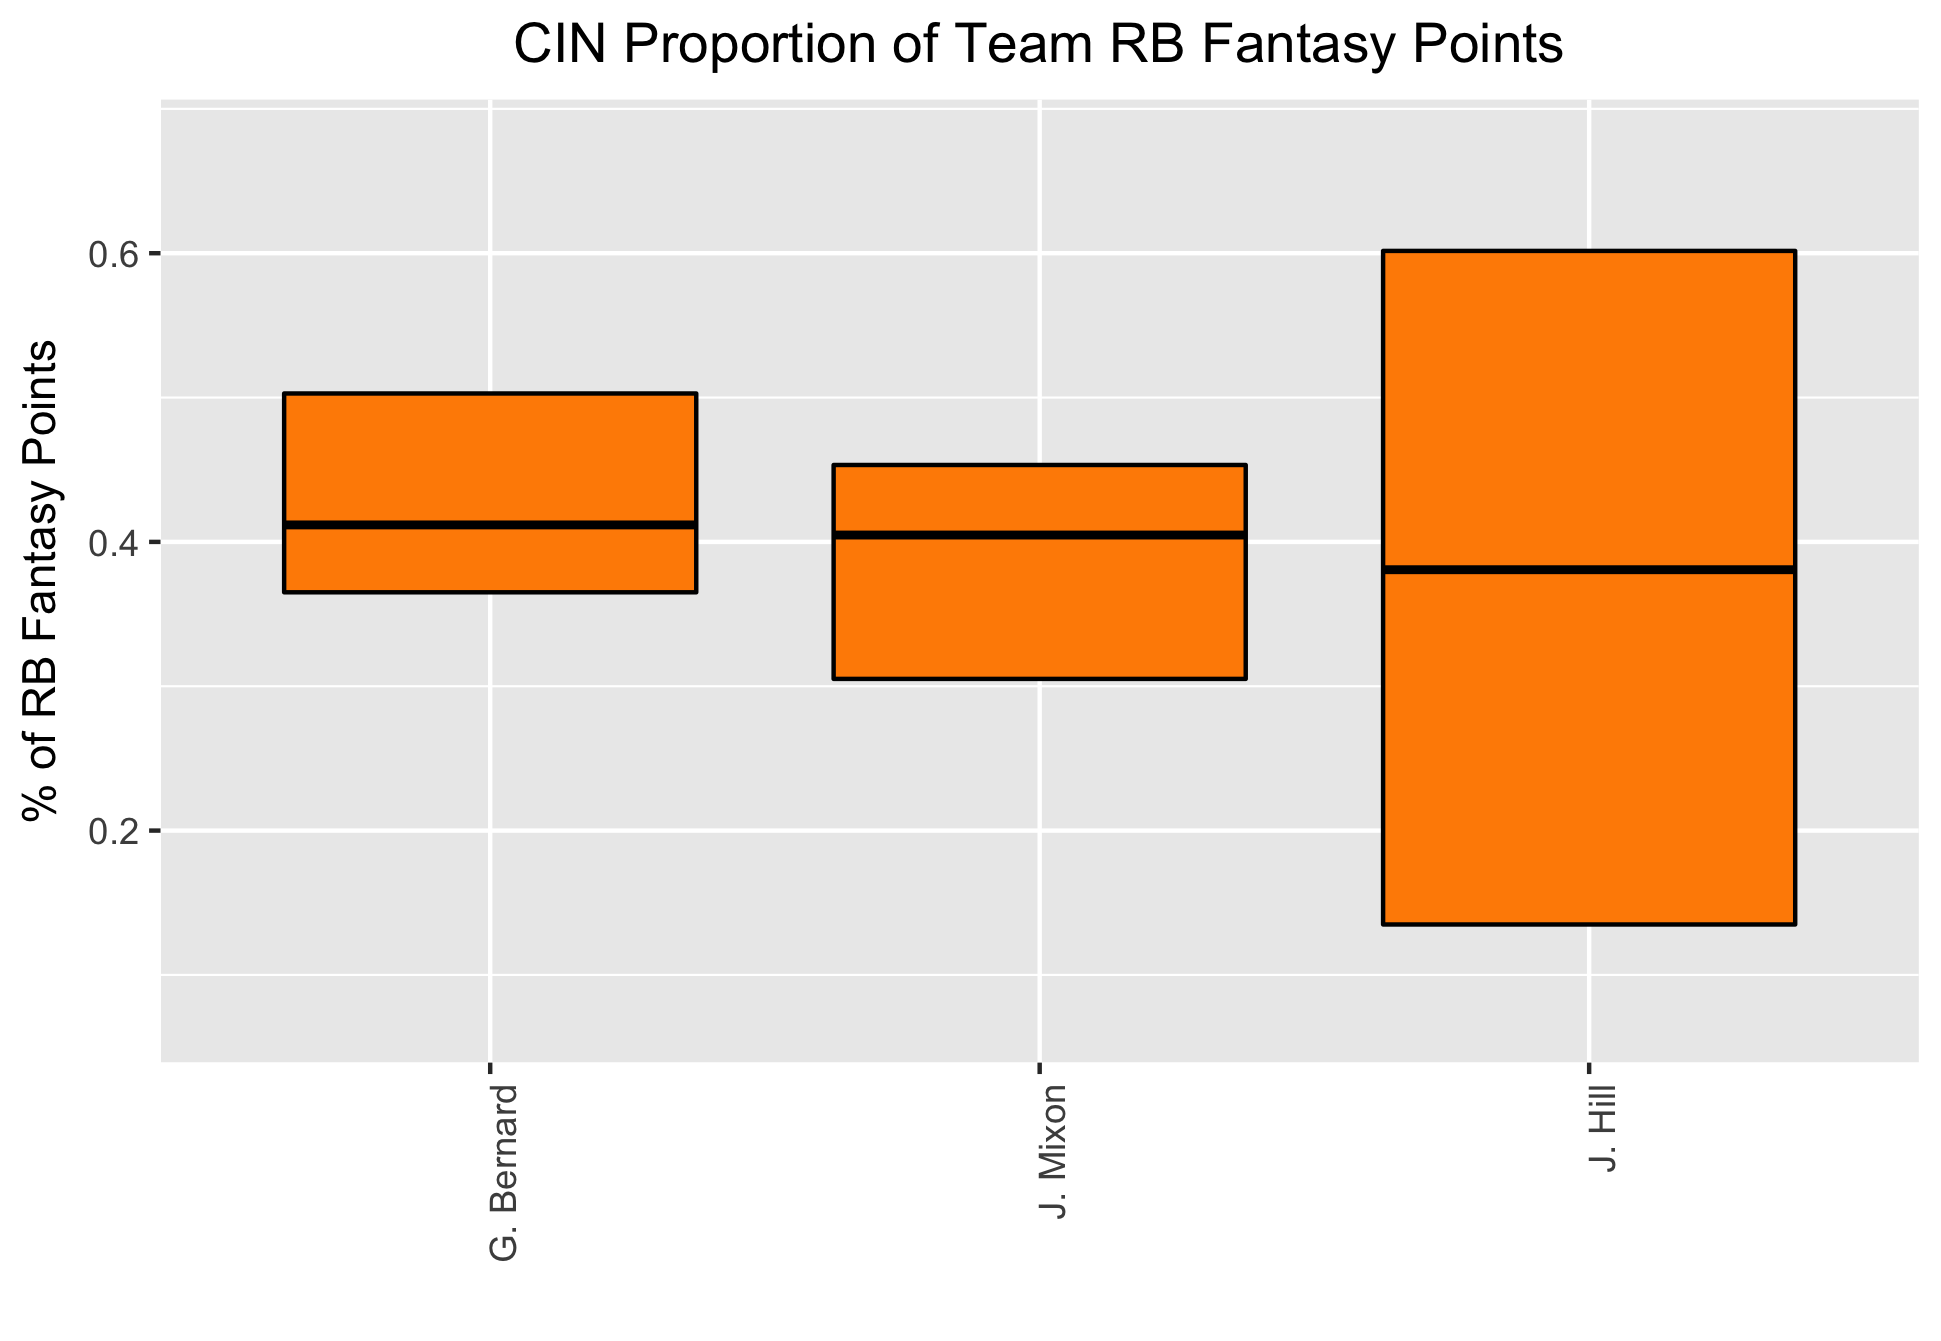 CIN Proportion of Team RB Fantasy Points
% of RB Fantasy Points
0.6
0.4
0.2
G. Bernard
J. Mixon
J. Hill